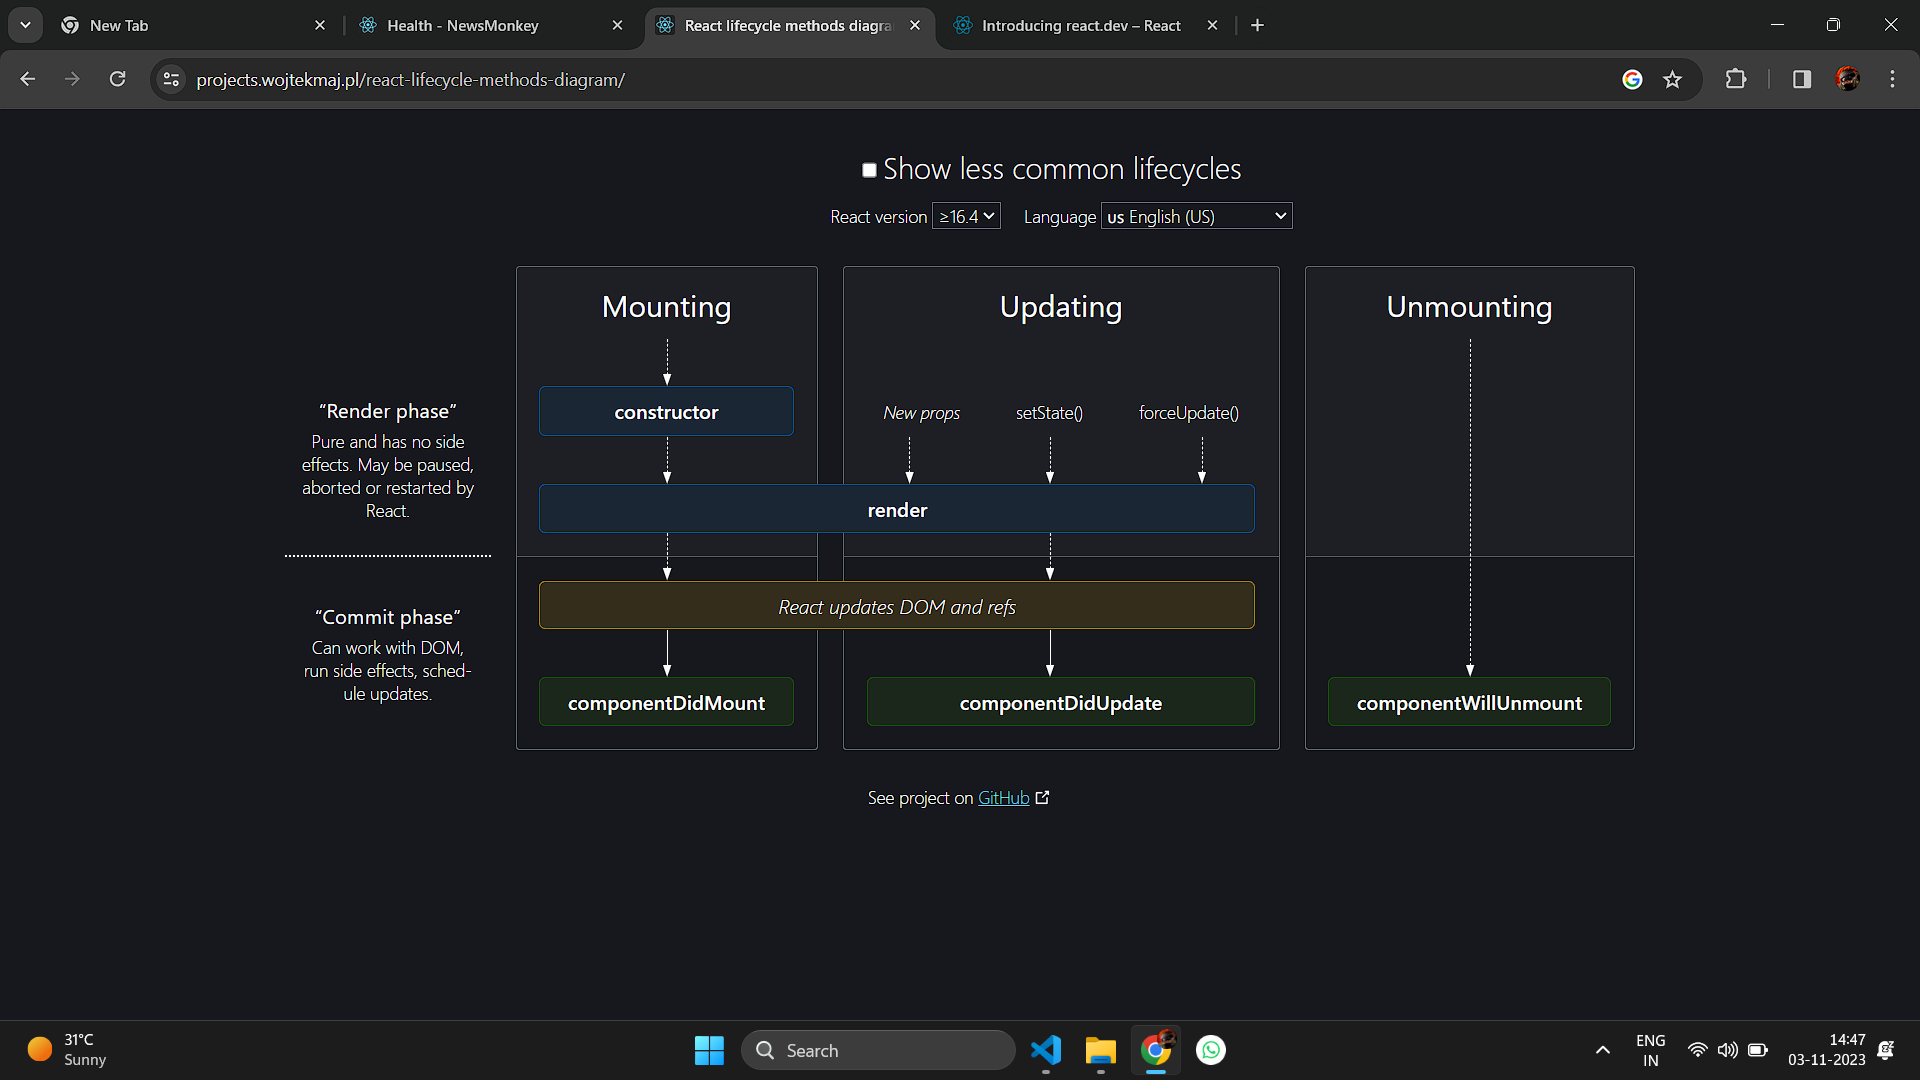 New Tab
Health - NewsMonkey
React lifecycle methods diagra
Introducing react.dev – React
projects.wojtekmaj.pl/react-lifecycle-methods-diagram/
Show less common lifecycles
React version ≥16.4 Language us English (US)
Mounting
Updating
Unmounting
“Render phase”
Pure and has no side
effects. May be paused,
aborted or restarted by
React.
constructor
New props
setState()
forceUpdate()
render
React updates DOM and refs
“Commit phase”
Can work with DOM,
run side effects, sched-
ule updates.
componentDidMount
componentDidUpdate
componentWillUnmount
See project on GitHub
31°C
Sunny
Search
ENG
IN
14:47
03-11-2023